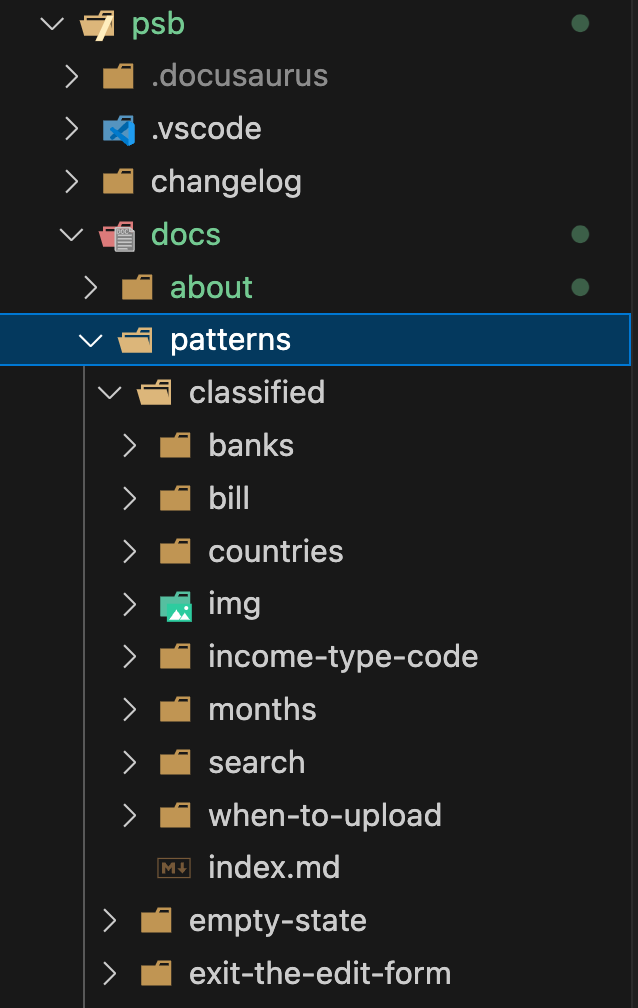 psb
.docusaurus
.vscode
changelog
docs
about
patterns
classified
banks
bill
countries
img
income-type-code
months
search
when-to-upload
index.md
empty-state
exit-the-edit-form